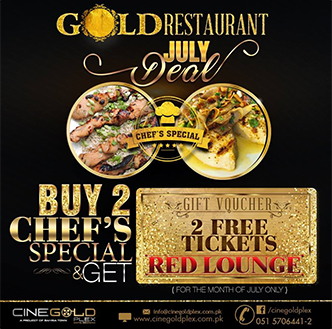 GOLD RESTAURANT
JULY
Deal
CHEF'S SPECIAL
BUY 2
CHEF'S
SPECIAL
& GET
GIFT VOUCHER
2 FREE
TICKETS
RED LOUNGE
( FOR THE MONTH OF JULY ONLY )
CINEGOLD
PLEX
info@cinegoldplex.com.pk
www.cinegoldplex.com.pk
/cinegoldplex
051 5706441-2